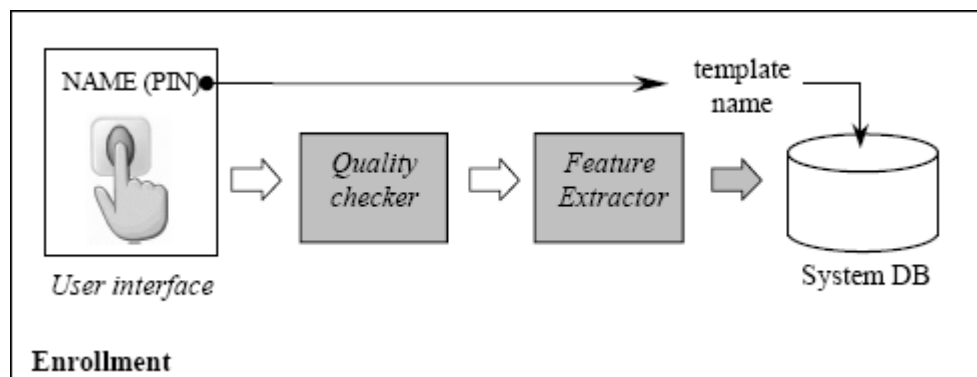 NAME (PIN)
template
name
Quality
checker
Feature
Extractor
User interface
System DB
Enrollment